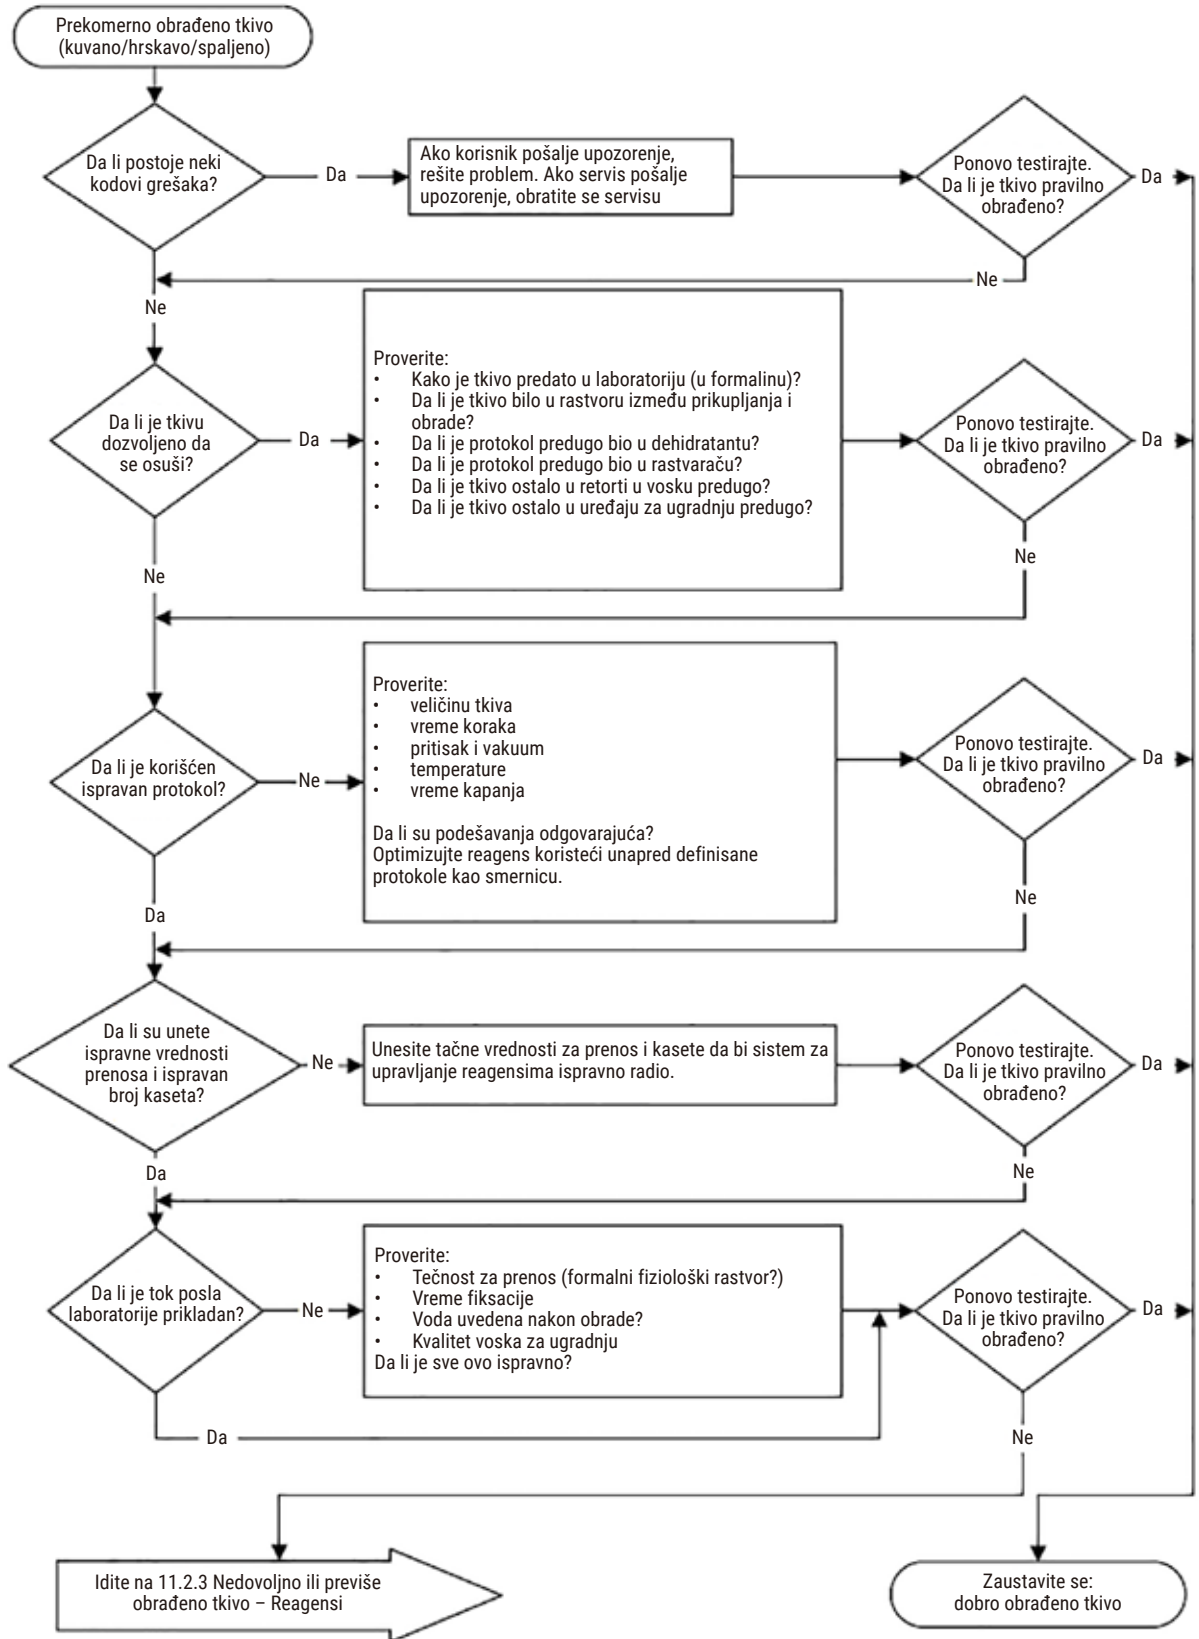 Prekomerno obrađeno tkivo
(kuvano/hrskavo/spaljeno)
Da li postoje neki
kodovi grešaka?
Da
Ako korisnik pošalje upozorenje,
rešite problem. Ako servis pošalje
upozorenje, obratite se servisu
Ponovo testirajte.
Da li je tkivo pravilno
obrađeno?
Da
Ne
Ne
Da li je tkivu
dozvoljeno da
se osuši?
Da
Proverite:
• Kako je tkivo predato u laboratoriju (u formalinu)?
• Da li je tkivo bilo u rastvoru između prikupljanja i
obrade?
• Da li je protokol predugo bio u dehidratantu?
• Da li je protokol predugo bio u rastvaraču?
• Da li je tkivo ostalo u retorti u vosku predugo?
• Da li je tkivo ostalo u uređaju za ugradnju predugo?
Ponovo testirajte.
Da li je tkivo pravilno
obrađeno?
Da
Ne
Ne
Da li je korišćen
ispravan protokol?
Ne
Proverite:
• veličinu tkiva
• vreme koraka
• pritisak i vakuum
• temperature
• vreme kapanja
Da li su podešavanja odgovarajuća?
Optimizujte reagens koristeći unapred definisane
protokole kao smernicu.
Ponovo testirajte.
Da li je tkivo pravilno
obrađeno?
Da
Ne
Da
Da li su unete
ispravne vrednosti
prenosa i ispravan
broj kaseta?
Ne
Unesite tačne vrednosti za prenos i kasete da bi sistem za
upravljanje reagensima ispravno radio.
Ponovo testirajte.
Da li je tkivo pravilno
obrađeno?
Da
Ne
Da
Da li je tok posla
laboratorije prikladan?
Ne
Proverite:
• Tečnost za prenos (formalni fiziološki rastvor?)
• Vreme fiksacije
• Voda uvedena nakon obrade?
• Kvalitet voska za ugradnju
Da li je sve ovo ispravno?
Ponovo testirajte.
Da li je tkivo pravilno
obrađeno?
Da
Da
Ne
Idite na 11.2.3 Nedovoljno ili previše
obrađeno tkivo – Reagensi
Zaustavite se:
dobro obrađeno tkivo